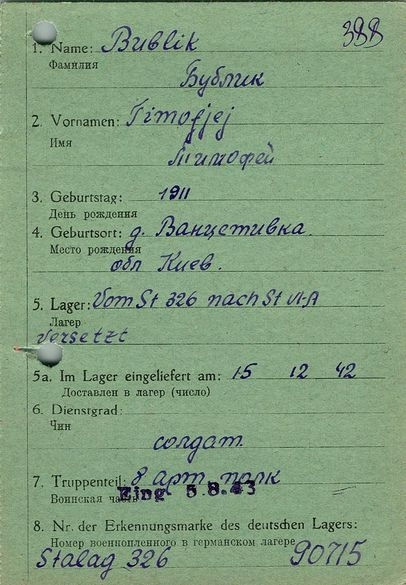 388
1. Name: Bublik
Фамилия
Бублик
2. Vornamen: Timofjej
Имя
Тимофей
3. Geburtstag: 1911
День рождения
4. Geburtsort: д. Ванцетивка
Место рождения
обл Киев.
5. Lager: Vom St 326 nach St VI-A
Лагер
versetzt
5a. Im Lager eingeliefert am: 15 12 42
Доставлен в лагер (число)
6. Dienstgrad:
Чин
солдат
7. Truppenteil: 8 арт. полк
Воинская часть Eing 5.8.43
8. Nr. der Erkennungsmarke des deutschen Lagers:
Номер военнопленного в германском лагере
Stalag 326 90715